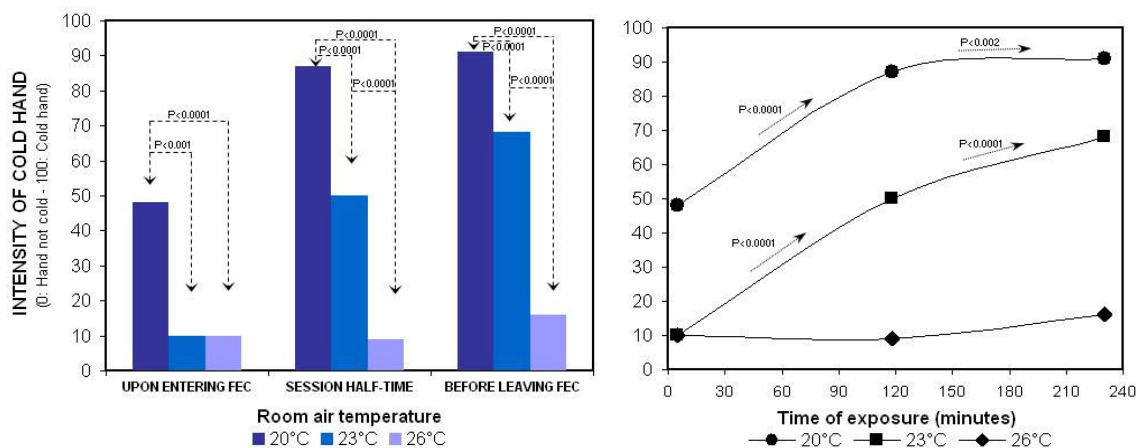 INTENSITY OF COLD HAND
(0: Hand not cold - 100: Cold hand)
100
90
80
70
60
50
40
30
20
10
0
P<0.0001
P<0.001
P<0.0001
P<0.0001
P<0.0001
P<0.0001
P<0.0001
P<0.0001
UPON ENTERING FEC
SESSION HALF-TIME
BEFORE LEAVING FEC
Room air temperature
20°C
23°C
26°C
100
90
80
70
60
50
40
30
20
10
0
P<0.002
P<0.0001
P<0.0001
P<0.0001
0
30
60
90
120
150
180
210
240
Time of exposure (minutes)
20°C
23°C
26°C